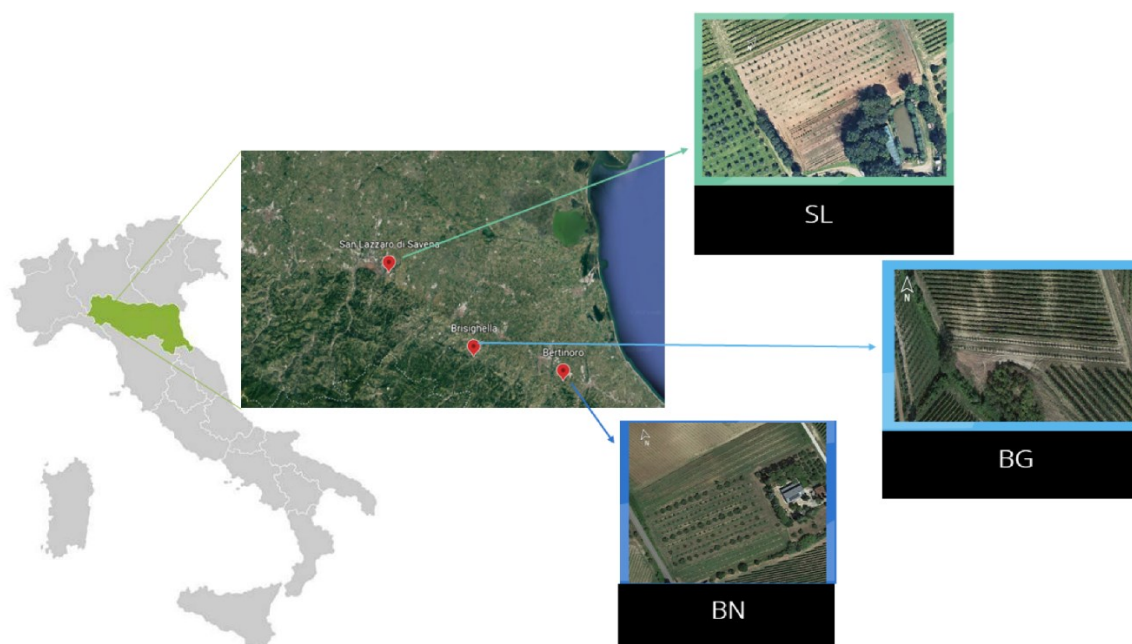 San Lazzaro di Savena
Brisighella
Bertinoro
SL
N
BG
N
BN